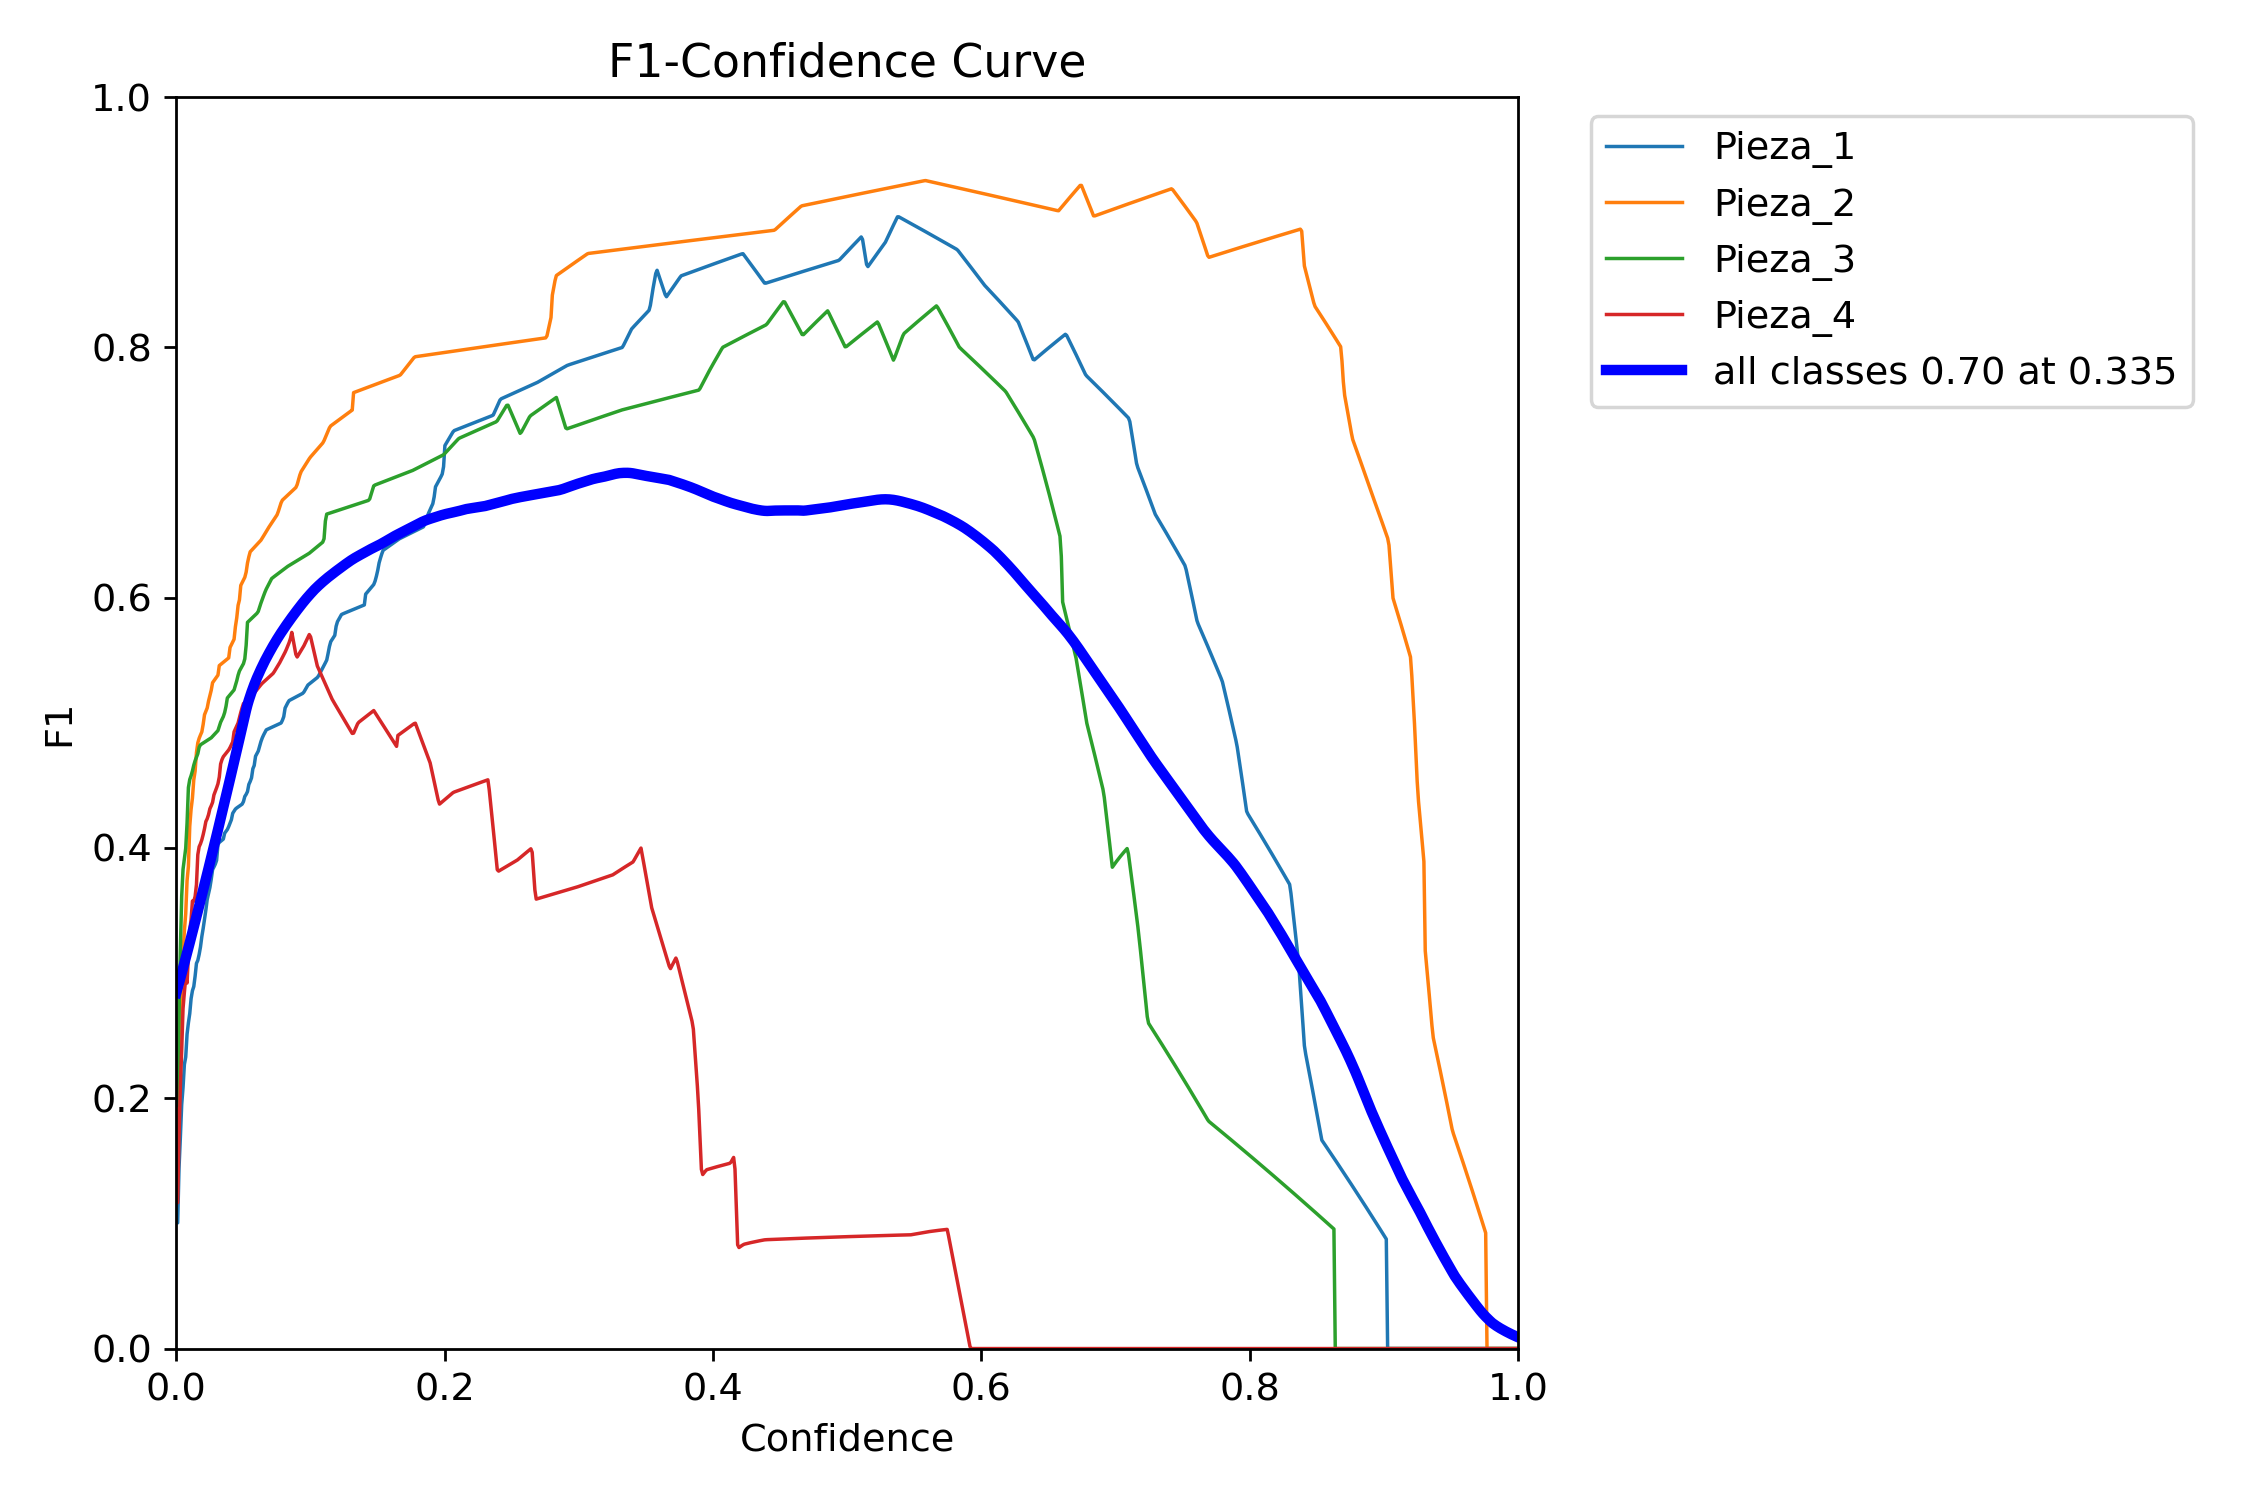 F1-Confidence Curve
1.0
0.8
0.6
0.4
0.2
0.0
F1
0.0 0.2 0.4 0.6 0.8 1.0
Confidence
Pieza_1
Pieza_2
Pieza_3
Pieza_4
all classes 0.70 at 0.335